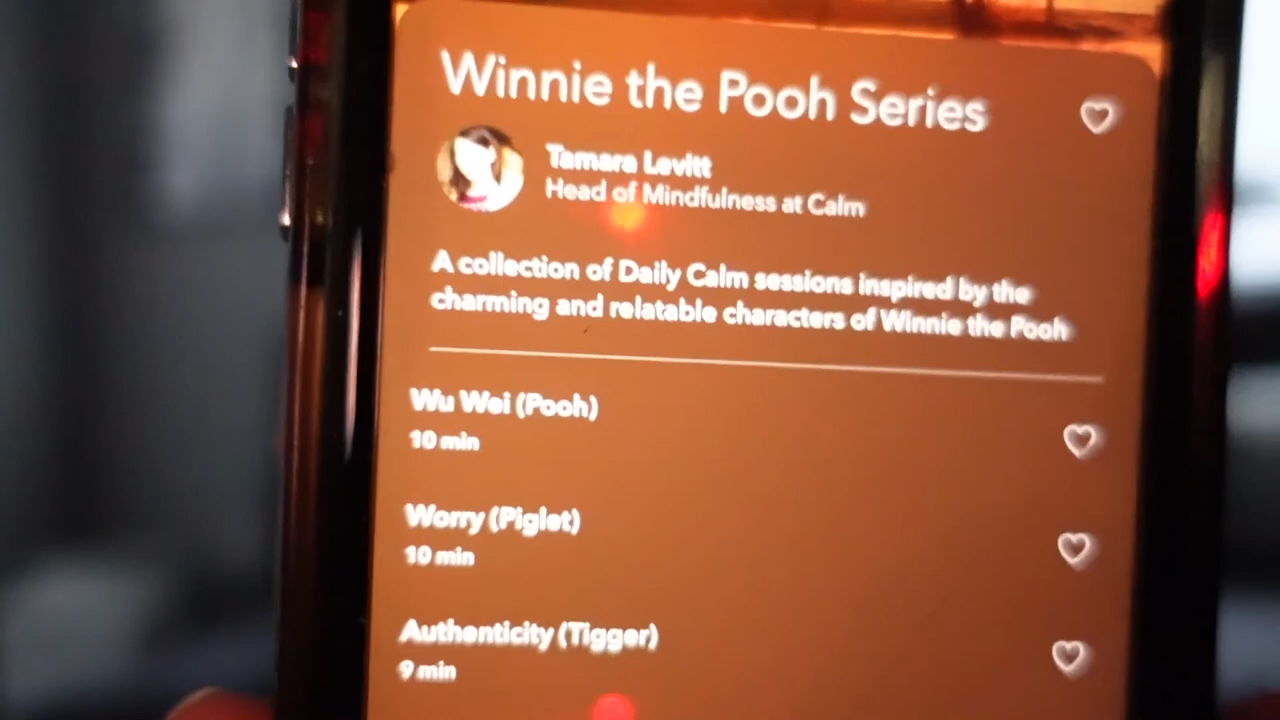 Winnie the Pooh Series
Tamara Levitt
Head of Mindfulness at Calm
A collection of Daily Calm sessions inspired by the
charming and relatable characters of Winnie the Pooh
Wu Wei (Pooh)
10 min
Worry (Piglet)
10 min
Authenticity (Tigger)
9 min